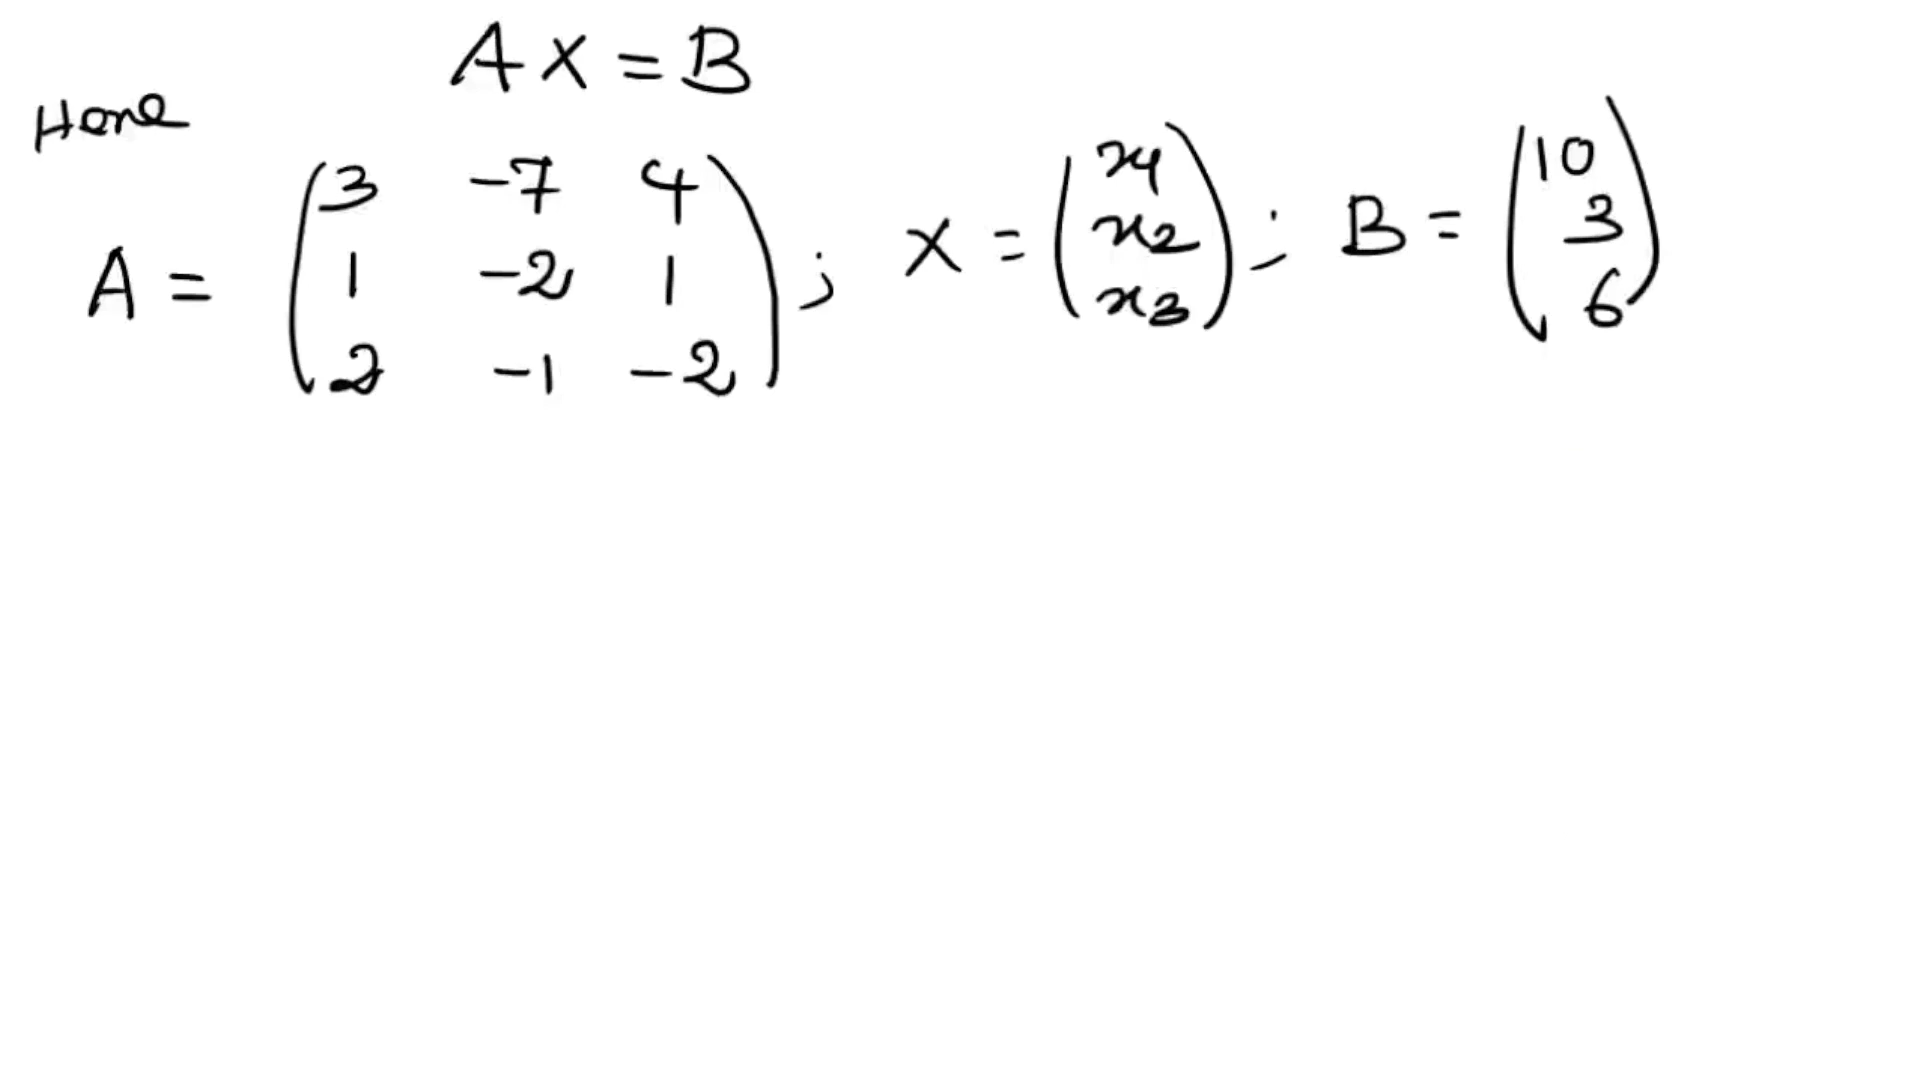 AX = B
Here
A = (3 -7 4; X = (x1; B = (10
1 -2 1 x2 3
2 -1 -2) x3) 6)